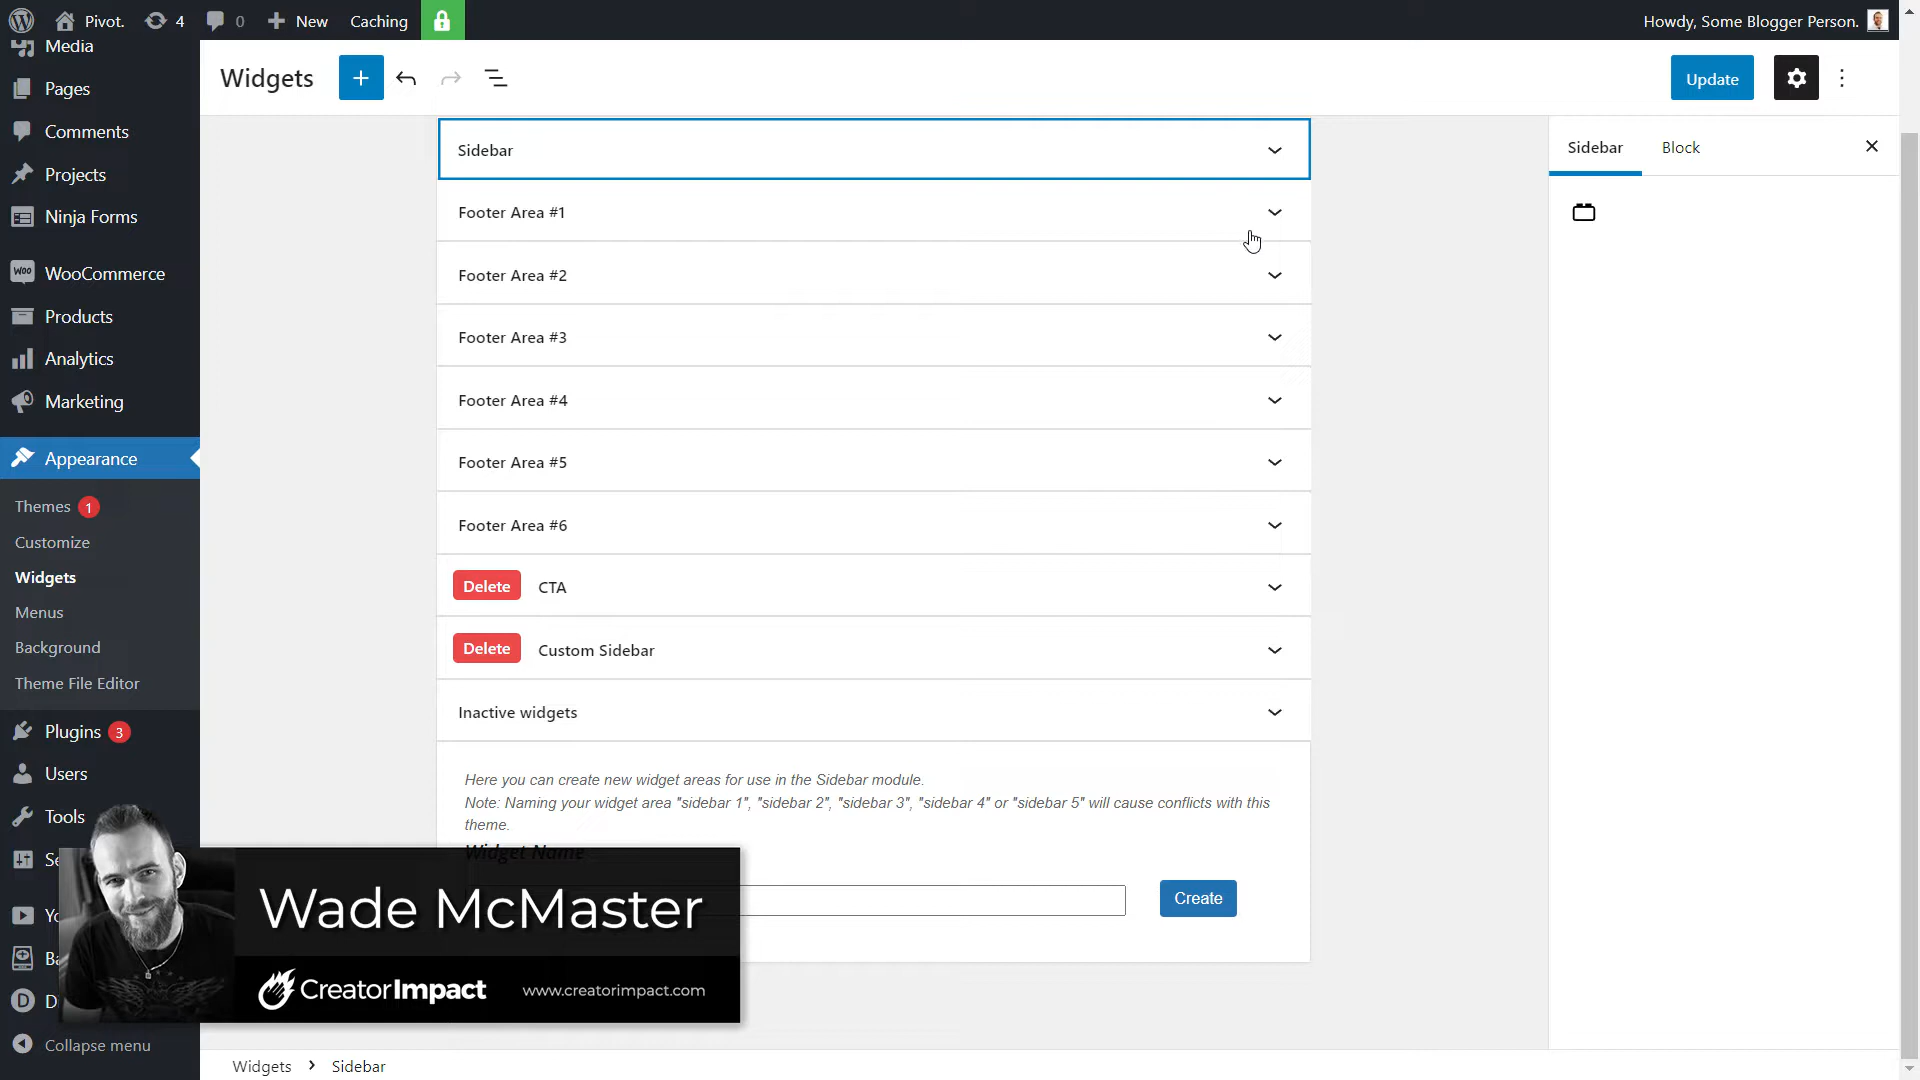 Pivot.
4
0
New
Caching
Howdy, Some Blogger Person.
Media
Pages
Comments
Projects
Ninja Forms
WooCommerce
Products
Analytics
Marketing
Appearance
Themes 1
Customize
Widgets
Menus
Background
Theme File Editor
Plugins 3
Users
Tools
Se
Yo
Ba
D
Collapse menu
Widgets
Update
Sidebar
Footer Area #1
Footer Area #2
Footer Area #3
Footer Area #4
Footer Area #5
Footer Area #6
Delete CTA
Delete Custom Sidebar
Inactive widgets
Here you can create new widget areas for use in the Sidebar module.
Note: Naming your widget area "sidebar 1", "sidebar 2", "sidebar 3", "sidebar 4" or "sidebar 5" will cause conflicts with this
theme.
Widget Name
Create
Sidebar
Block
Wade McMaster
CreatorImpact
www.creatorimpact.com
Widgets
Sidebar